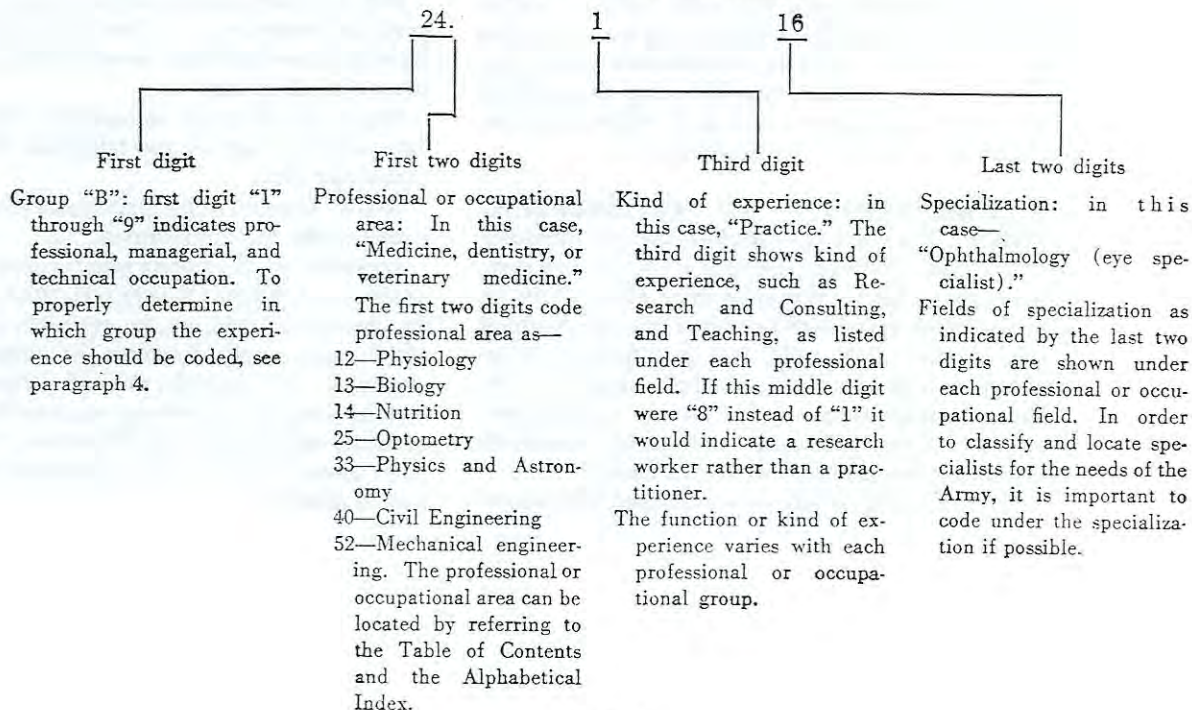 24. 1 16
First digit
Group “B”: first digit “1”
through “9” indicates pro-
fessional, managerial, and
technical occupation. To
properly determine in
which group the experi-
ence should be coded, see
paragraph 4.
First two digits
Professional or occupational
area: In this case,
“Medicine, dentistry, or
veterinary medicine.”
The first two digits code
professional area as—
12—Physiology
13—Biology
14—Nutrition
25—Optometry
33—Physics and Astron-
omy
40—Civil Engineering
52—Mechanical engineer-
ing. The professional or
occupational area can be
located by referring to
the Table of Contents
and the Alphabetical
Index.
Third digit
Kind of experience: in
this case, “Practice.” The
third digit shows kind of
experience, such as Re-
search and Consulting,
and Teaching, as listed
under each professional
field. If this middle digit
were “8” instead of “1” it
would indicate a research
worker rather than a prac-
titioner.
The function or kind of ex-
perience varies with each
professional or occupa-
tional group.
Last two digits
Specialization: in this
case—
“Ophthalmology (eye spe-
cialist).”
Fields of specialization as
indicated by the last two
digits are shown under
each professional or occu-
pational field. In order
to classify and locate spe-
cialists for the needs of the
Army, it is important to
code under the specializa-
tion if possible.